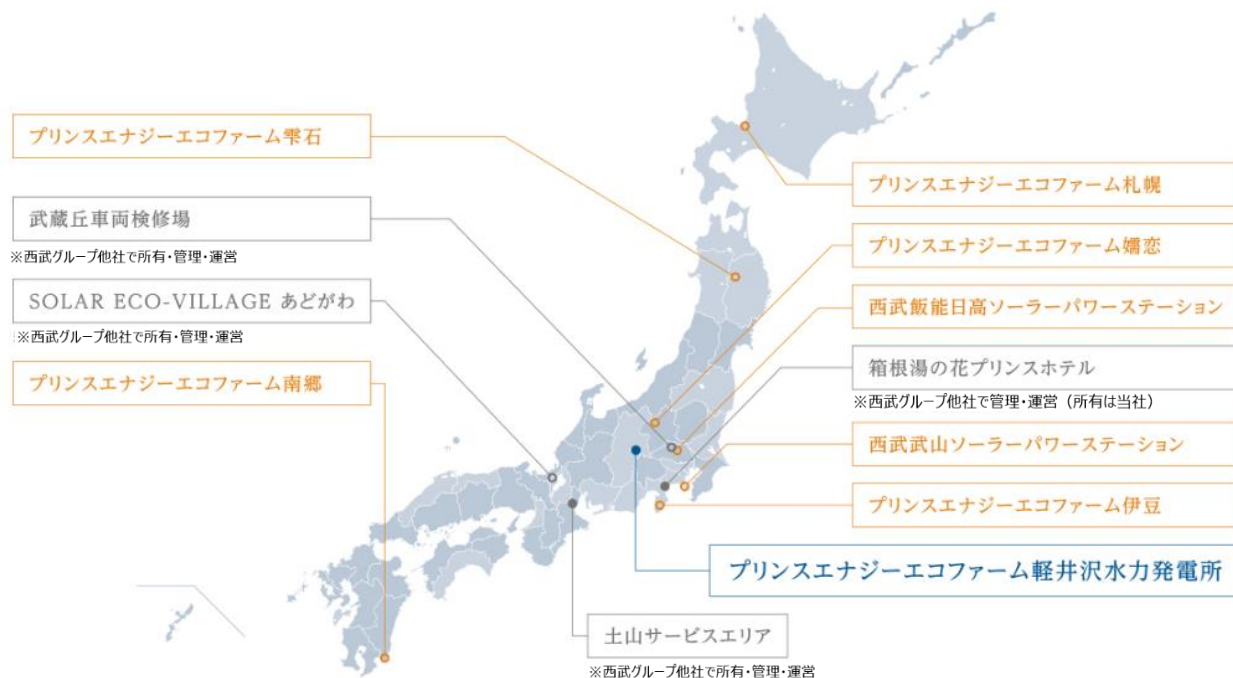 プリンスエナジーエコファーム雫石
武蔵丘車両検修場
※西武グループ他社で所有・管理・運営
SOLAR ECO-VILLAGE あどがわ
※西武グループ他社で所有・管理・運営
プリンスエナジーエコファーム南郷
プリンスエナジーエコファーム札幌
プリンスエナジーエコファーム嬬恋
西武飯能日高ソーラーパワーステーション
箱根湯の花プリンスホテル
※西武グループ他社で管理・運営（所有は当社）
西武武山ソーラーパワーステーション
プリンスエナジーエコファーム伊豆
プリンスエナジーエコファーム軽井沢水力発電所
土山サービスエリア
※西武グループ他社で所有・管理・運営